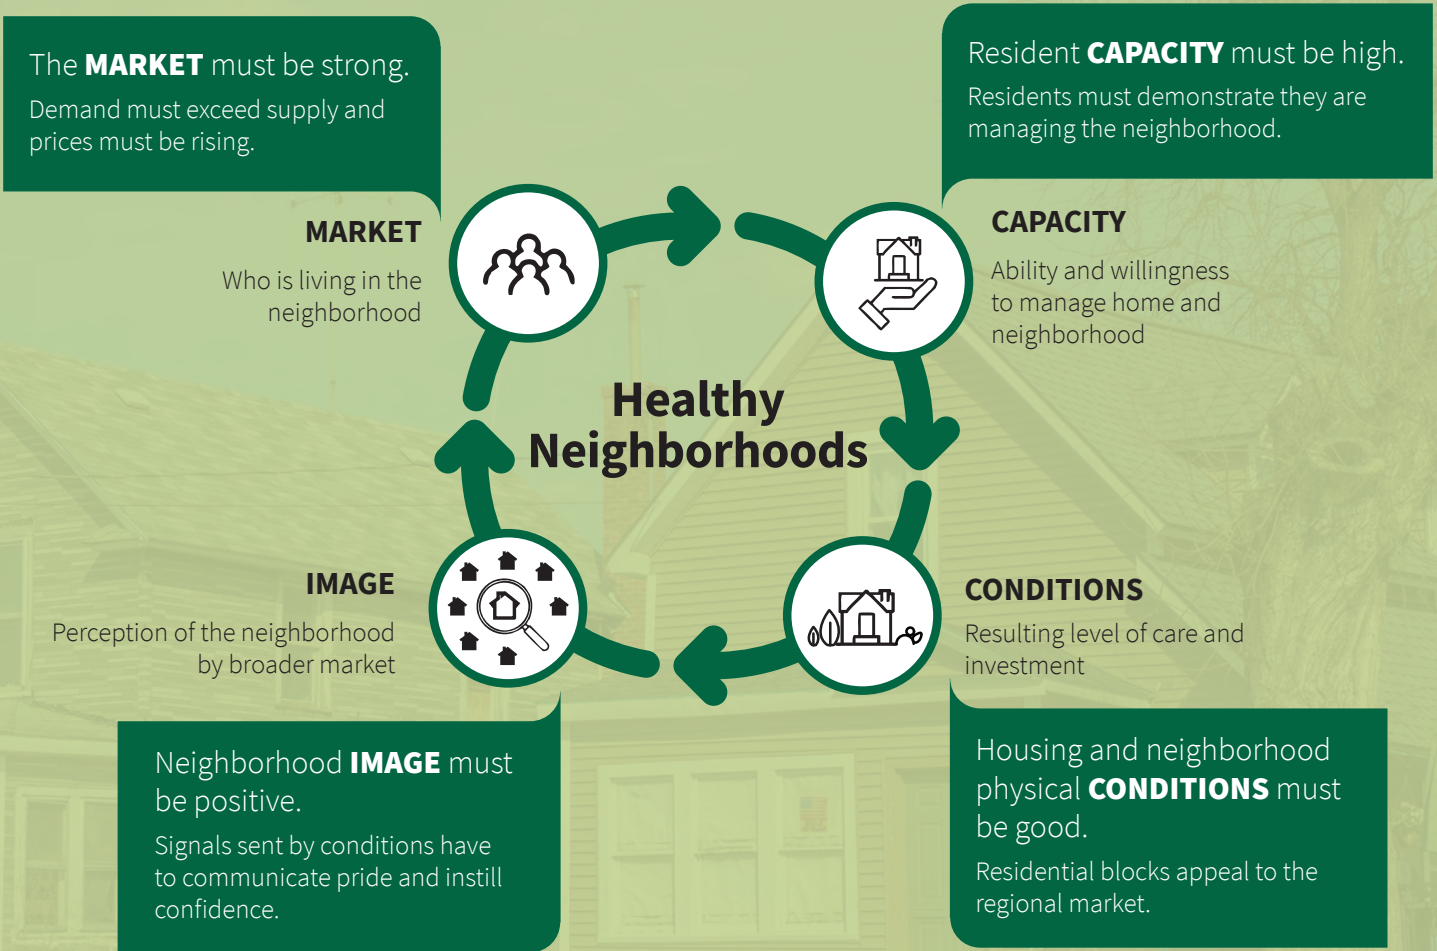 The MARKET must be strong.
Demand must exceed supply and
prices must be rising.
Resident CAPACITY must be high.
Residents must demonstrate they are
managing the neighborhood.
MARKET
Who is living in the
neighborhood
CAPACITY
Ability and willingness
to manage home and
neighborhood
Healthy
Neighborhoods
IMAGE
Perception of the neighborhood
by broader market
CONDITIONS
Resulting level of care and
investment
Neighborhood IMAGE must
be positive.
Signals sent by conditions have
to communicate pride and instill
confidence.
Housing and neighborhood
physical CONDITIONS must
be good.
Residential blocks appeal to the
regional market.